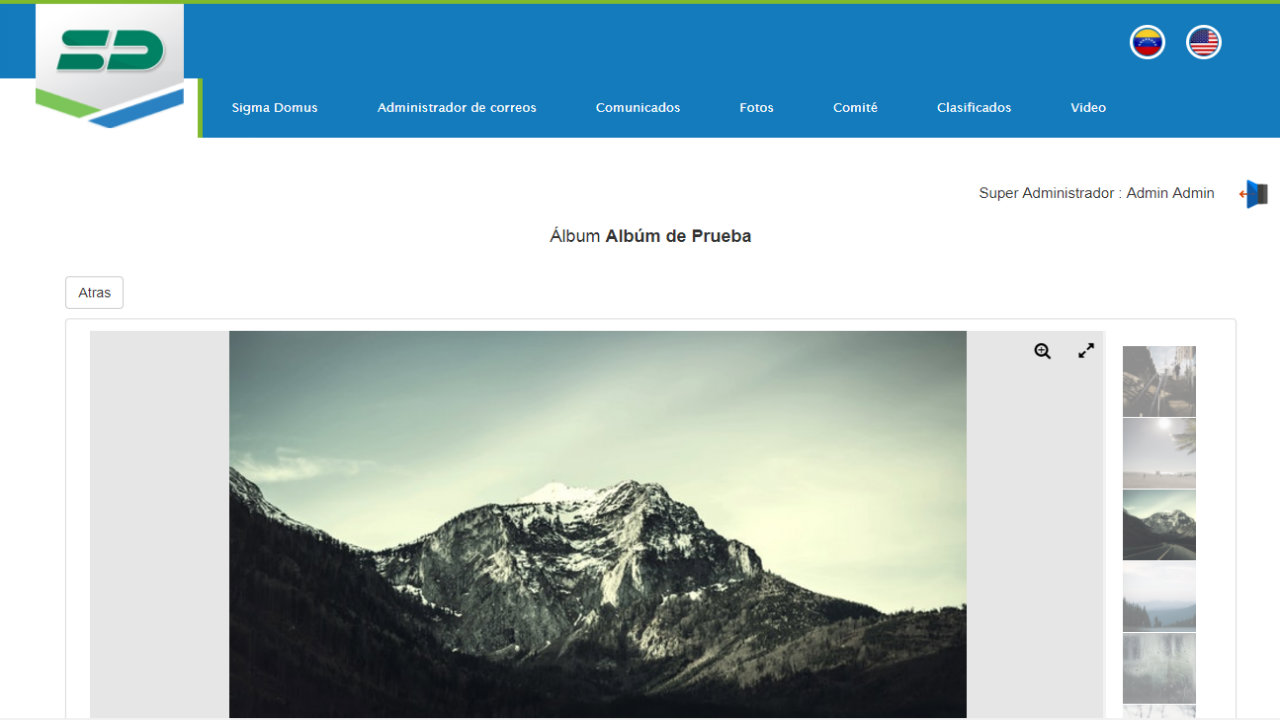 SD
Sigma Domus Administrador de correos Comunicados Fotos Comité Clasificados Video
Super Administrador : Admin Admin
Álbum Albúm de Prueba
Atras